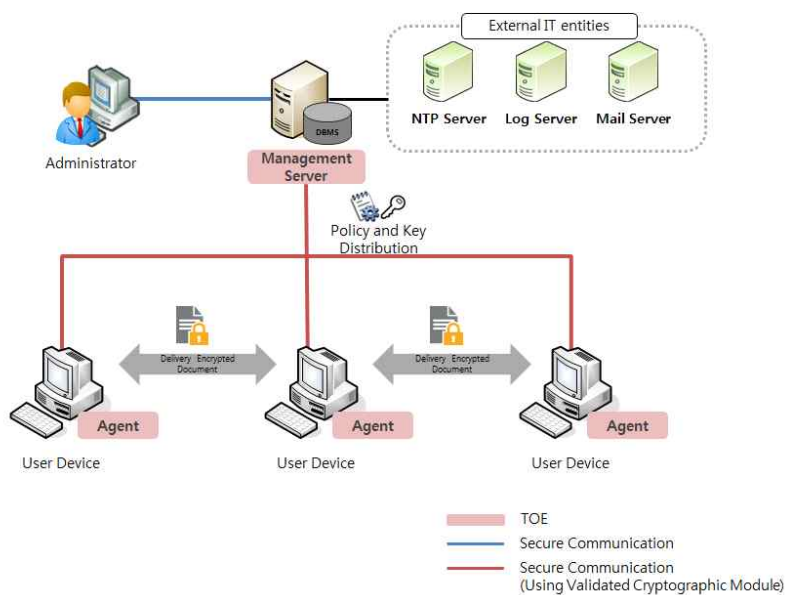 External IT entities
NTP Server
Log Server
Mail Server
DBMS
Administrator
Management
Server
Policy and Key
Distribution
Delivery Encrypted
Document
Delivery Encrypted
Document
Agent
Agent
Agent
User Device
User Device
User Device
TOE
Secure Communication
Secure Communication
(Using Validated Cryptographic Module)